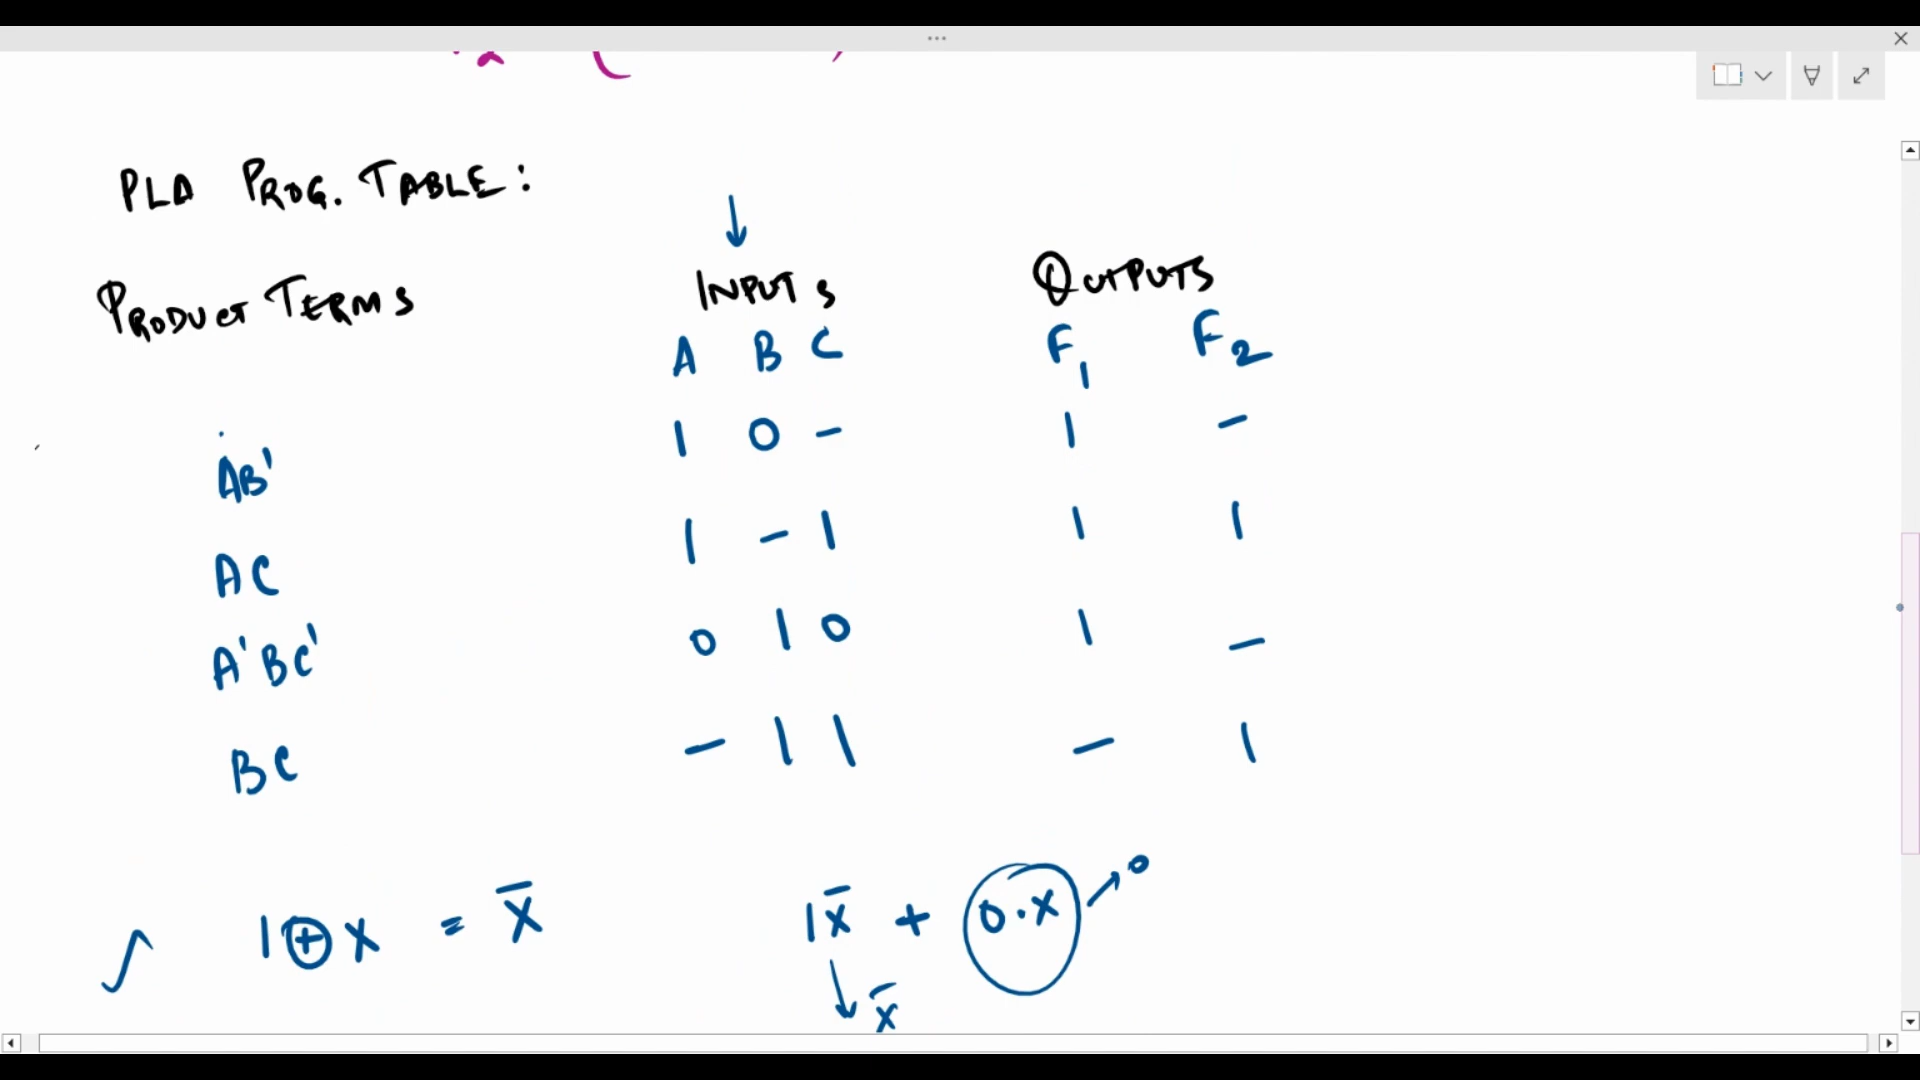 PLA PROG. TABLE:
PRODUCT TERMS INPUTS OUTPUTS
A B C F₁ F₂
AB' 1 0 – 1 –
AC 1 – 1 1 1
A'BC' 0 1 0 1 –
BC – 1 1 – 1
1 ⊕ X = X̅ 1X̅ + 0·X → 0
↓ X̅